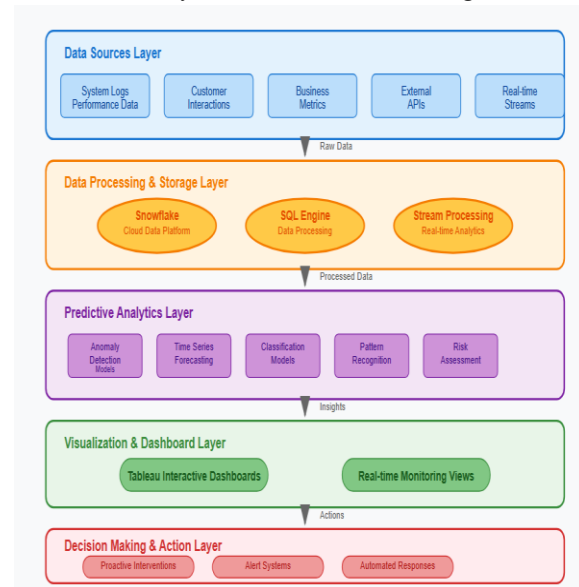 Data Sources Layer
System Logs
Performance Data
Customer
Interactions
Business
Metrics
External
APIs
Real-time
Streams
Raw Data
Data Processing & Storage Layer
Snowflake
Cloud Data Platform
SQL Engine
Data Processing
Stream Processing
Real-time Analytics
Processed Data
Predictive Analytics Layer
Anomaly
Detection
Models
Time Series
Forecasting
Classification
Models
Pattern
Recognition
Risk
Assessment
Insights
Visualization & Dashboard Layer
Tableau Interactive Dashboards
Real-time Monitoring Views
Actions
Decision Making & Action Layer
Proactive Interventions
Alert Systems
Automated Responses